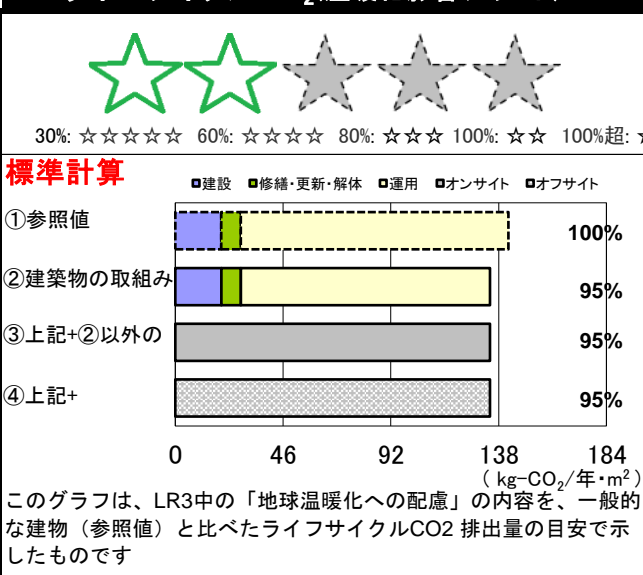 30%: ☆☆☆☆☆ 60%: ☆☆☆☆ 80%: ☆☆☆ 100%: ☆☆ 100%超:
標準計算
■建設 ■修繕・更新・解体 □運用 ■オンサイト ■オフサイト
①参照値 100%
②建築物の取組み 95%
③上記+②以外の 95%
④上記+ 95%
0 46 92 138 184
( kg-CO₂/年・m² )
このグラフは、LR3中の「地球温暖化への配慮」の内容を、一般的
な建物（参照値）と比べたライフサイクルCO2 排出量の目安で示
したものです